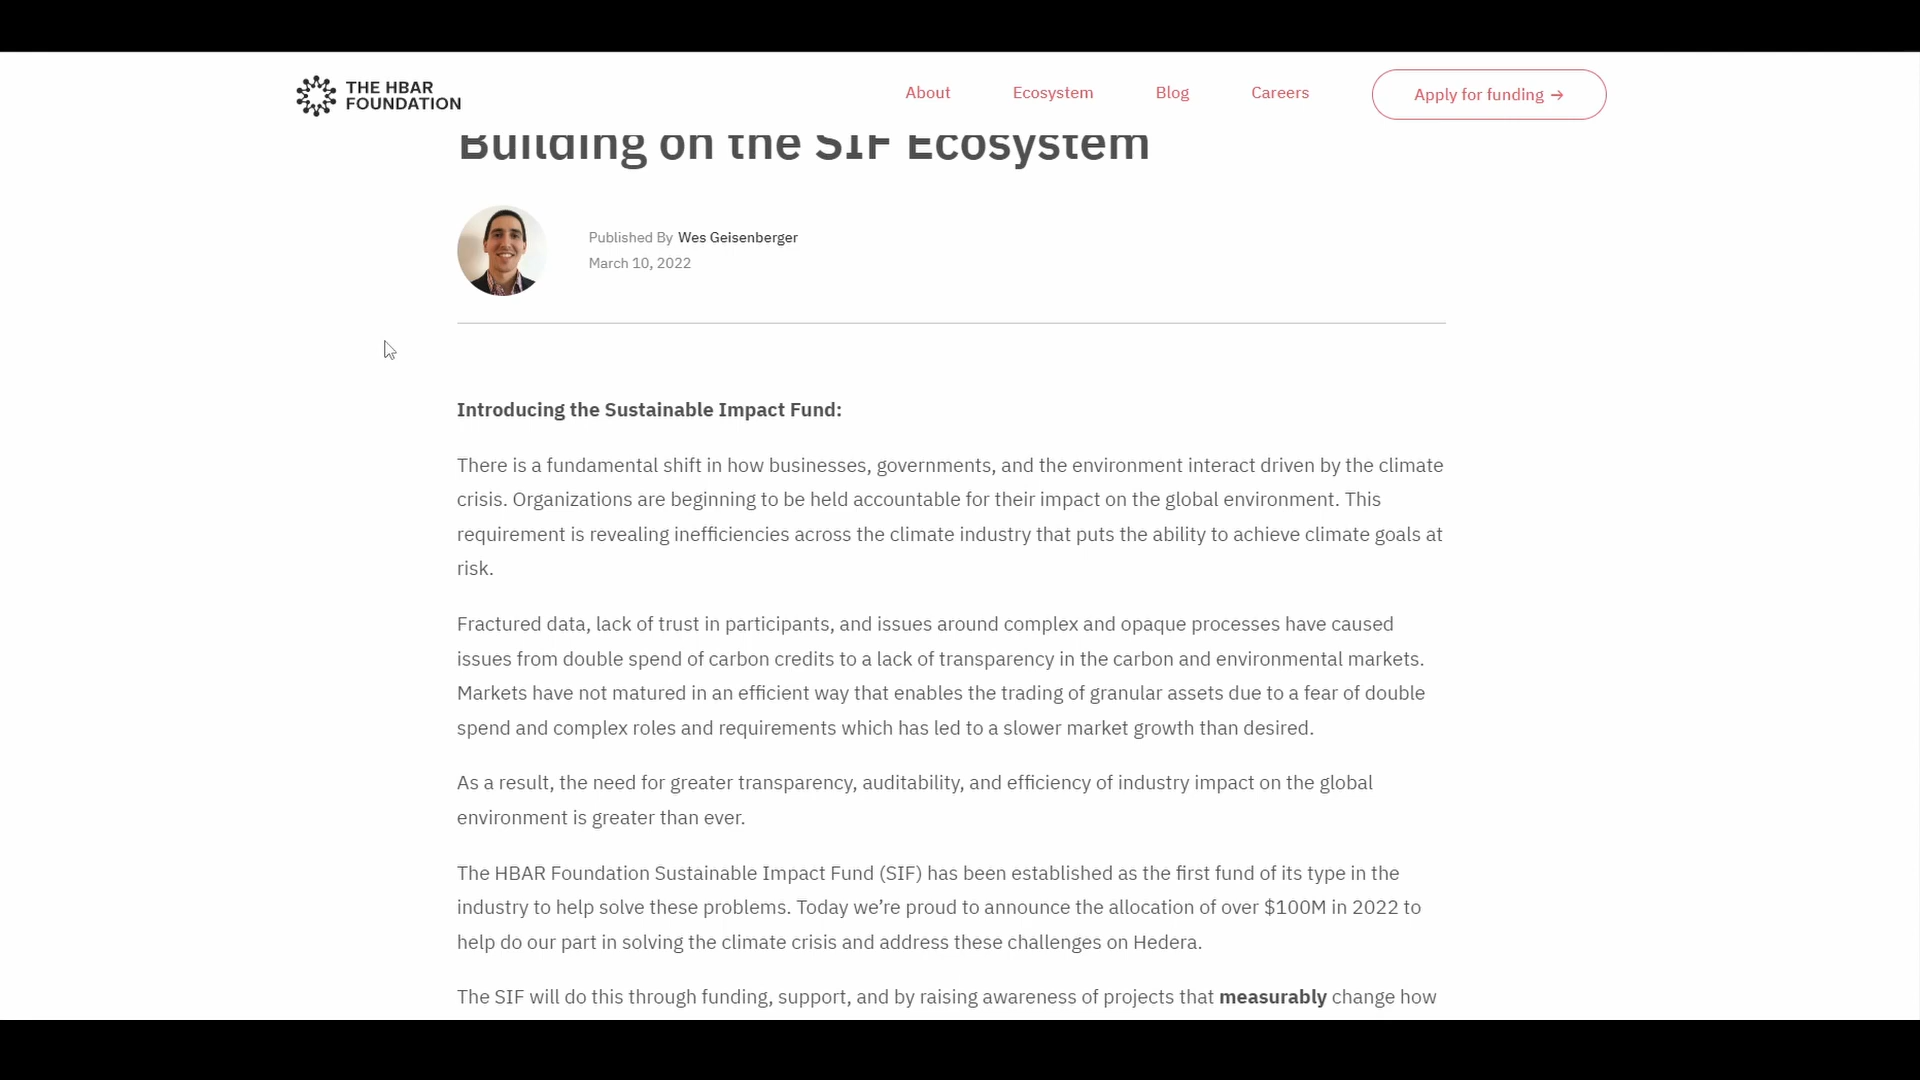 THE HBAR
FOUNDATION
About
Ecosystem
Blog
Careers
Apply for funding →
Building on the SIF Ecosystem
Published By Wes Geisenberger
March 10, 2022
Introducing the Sustainable Impact Fund:
There is a fundamental shift in how businesses, governments, and the environment interact driven by the climate
crisis. Organizations are beginning to be held accountable for their impact on the global environment. This
requirement is revealing inefficiencies across the climate industry that puts the ability to achieve climate goals at
risk.
Fractured data, lack of trust in participants, and issues around complex and opaque processes have caused
issues from double spend of carbon credits to a lack of transparency in the carbon and environmental markets.
Markets have not matured in an efficient way that enables the trading of granular assets due to a fear of double
spend and complex roles and requirements which has led to a slower market growth than desired.
As a result, the need for greater transparency, auditability, and efficiency of industry impact on the global
environment is greater than ever.
The HBAR Foundation Sustainable Impact Fund (SIF) has been established as the first fund of its type in the
industry to help solve these problems. Today we’re proud to announce the allocation of over $100M in 2022 to
help do our part in solving the climate crisis and address these challenges on Hedera.
The SIF will do this through funding, support, and by raising awareness of projects that measurably change how